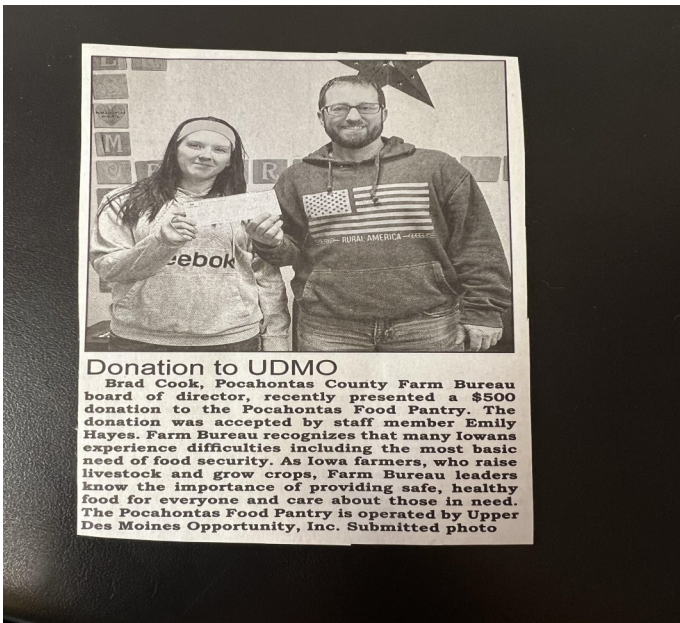 eebok
RURAL AMERICA
Donation to UDMO
Brad Cook, Pocahontas County Farm Bureau
board of director, recently presented a $500
donation to the Pocahontas Food Pantry. The
donation was accepted by staff member Emily
Hayes. Farm Bureau recognizes that many Iowans
experience difficulties including the most basic
need of food security. As Iowa farmers, who raise
livestock and grow crops, Farm Bureau leaders
know the importance of providing safe, healthy
food for everyone and care about those in need.
The Pocahontas Food Pantry is operated by Upper
Des Moines Opportunity, Inc. Submitted photo